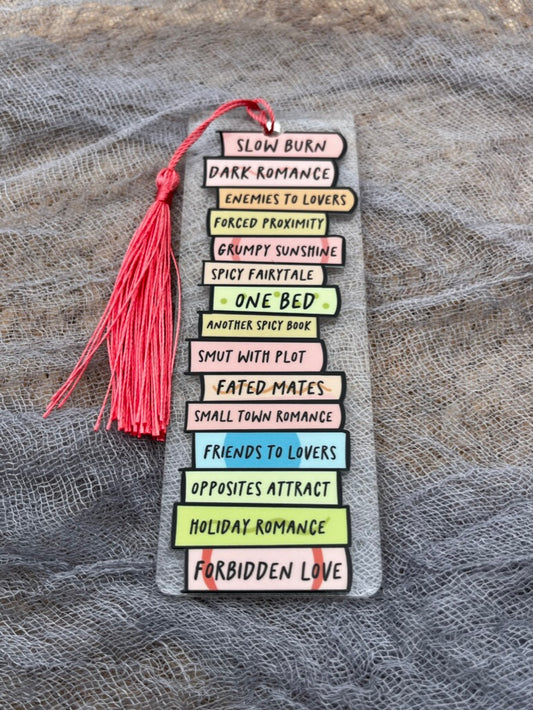 SLOW BURN
DARK ROMANCE
ENEMIES TO LOVERS
FORCED PROXIMITY
GRUMPY SUNSHINE
SPICY FAIRYTALE
ONE BED
ANOTHER SPICY BOOK
SMUT WITH PLOT
FATED MATES
SMALL TOWN ROMANCE
FRIENDS TO LOVERS
OPPOSITES ATTRACT
HOLIDAY ROMANCE
FORBIDDEN LOVE